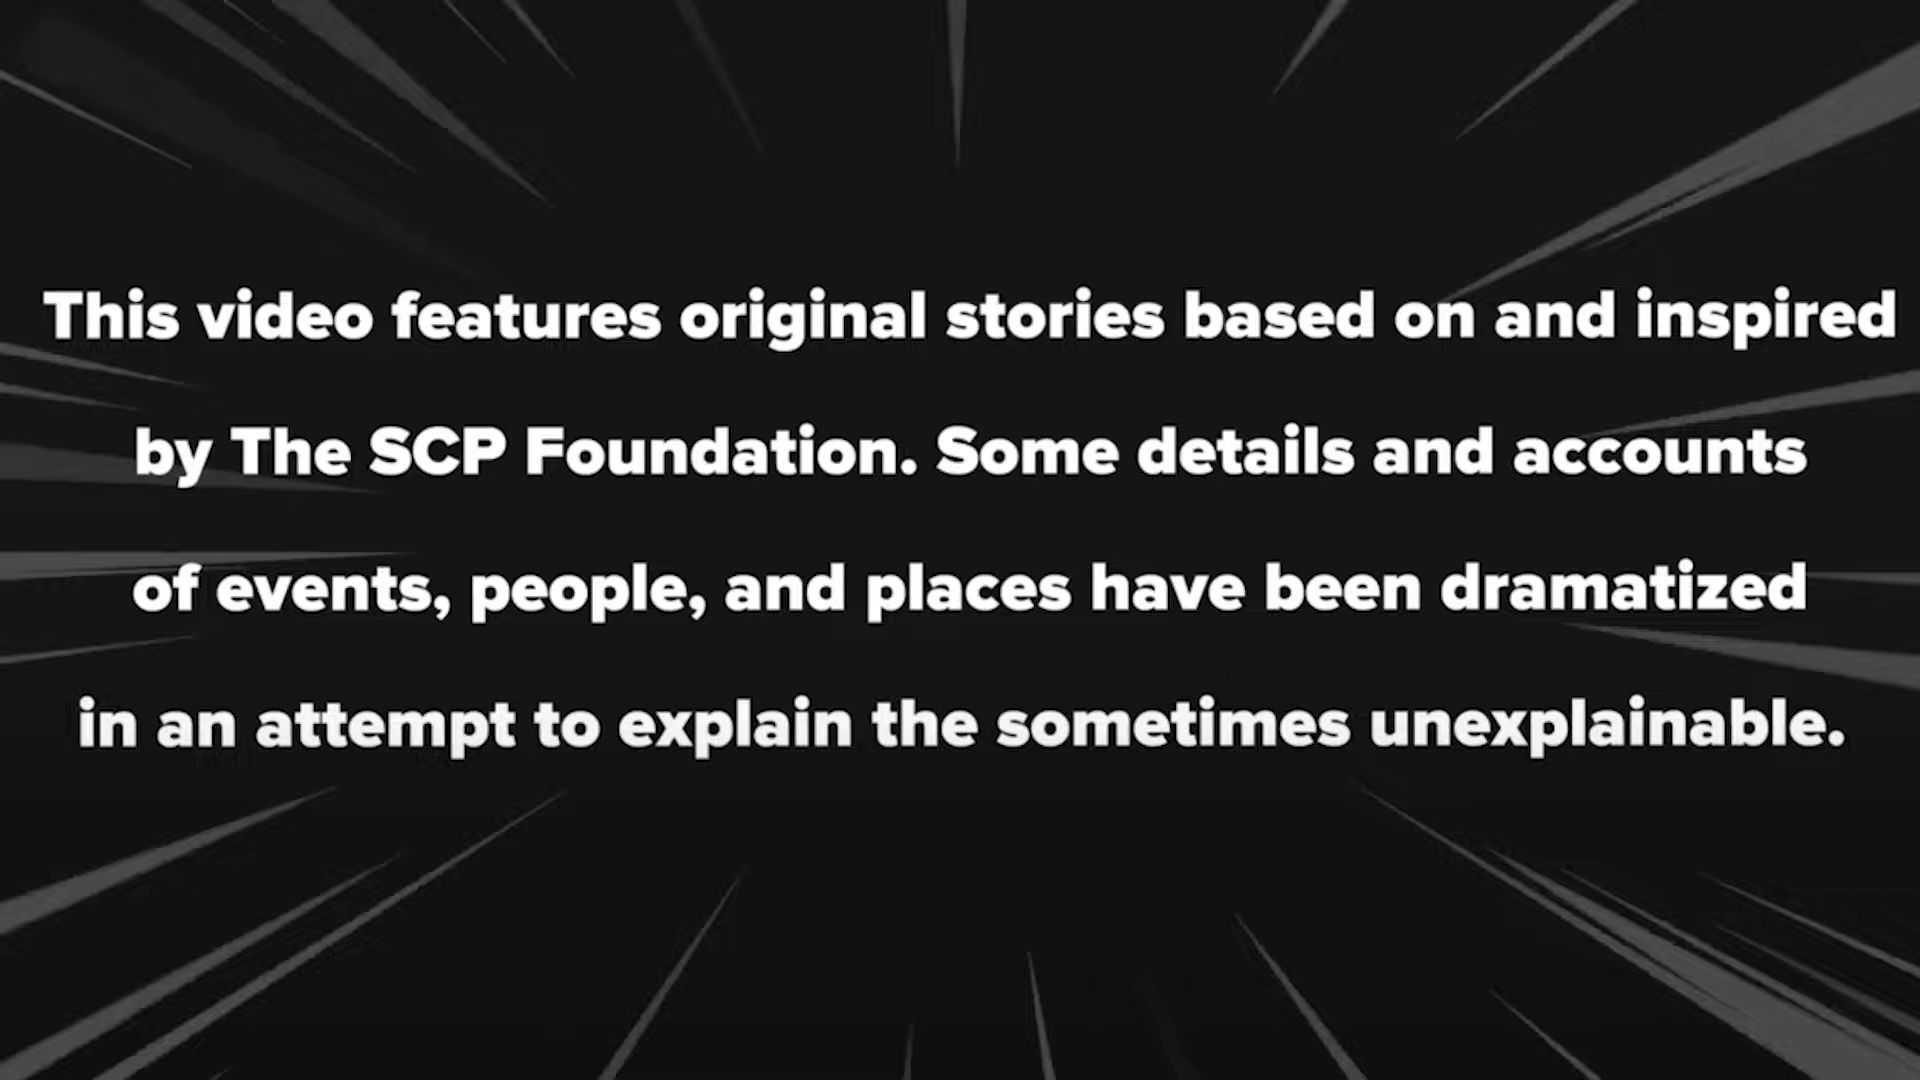 This video features original stories based on and inspired
by The SCP Foundation. Some details and accounts
of events, people, and places have been dramatized
in an attempt to explain the sometimes unexplainable.